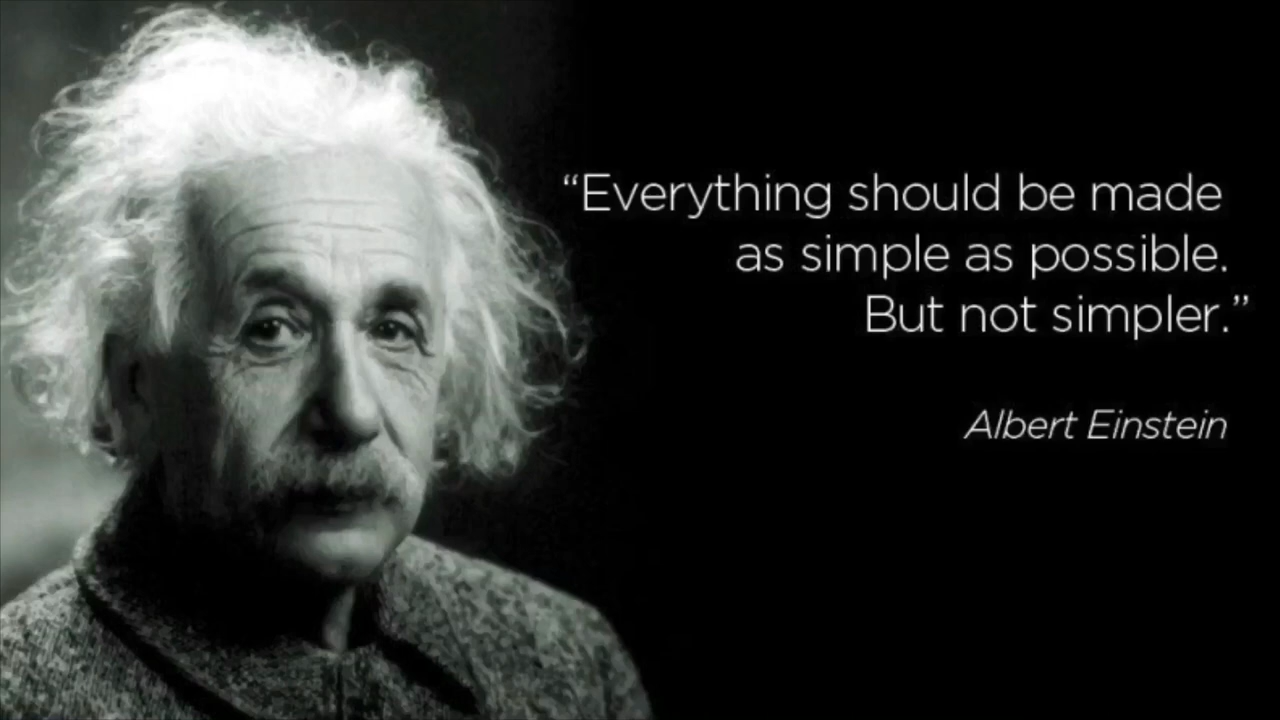 “Everything should be made
as simple as possible.
But not simpler.”
Albert Einstein